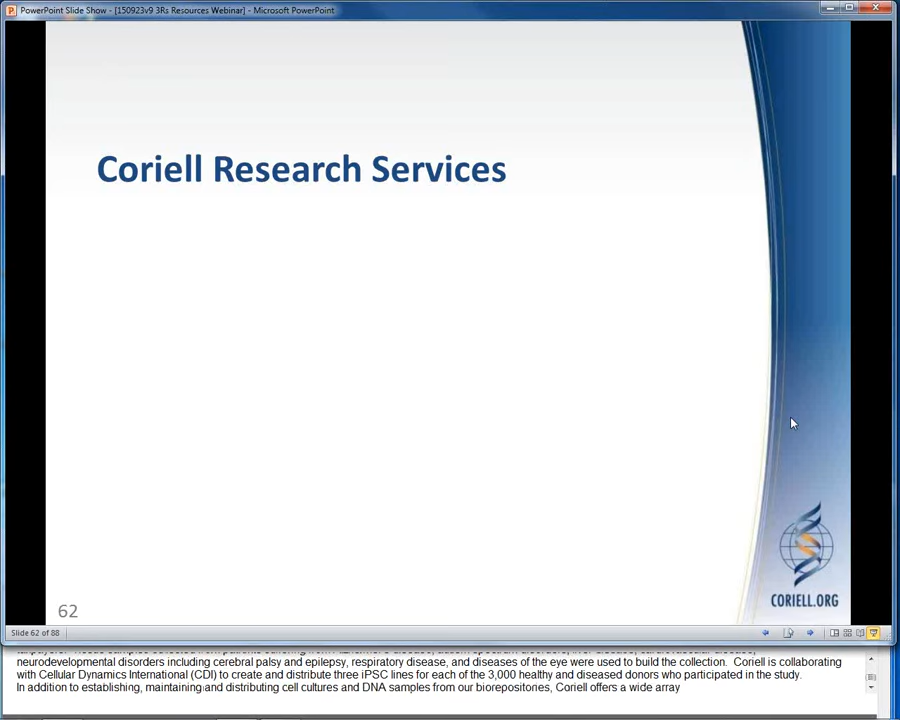 PowerPoint Slide Show - [150923v9 3Rs Resources Webinar] - Microsoft PowerPoint
Coriell Research Services
CORIELL.ORG
62
Slide 62 of 88
neurodevelopmental disorders including cerebral palsy and epilepsy, respiratory disease, and diseases of the eye were used to build the collection. Coriell is collaborating
with Cellular Dynamics International (CDI) to create and distribute three iPSC lines for each of the 3,000 healthy and diseased donors who participated in the study.
In addition to establishing, maintaining and distributing cell cultures and DNA samples from our biorepositones, Coriell offers a wide array